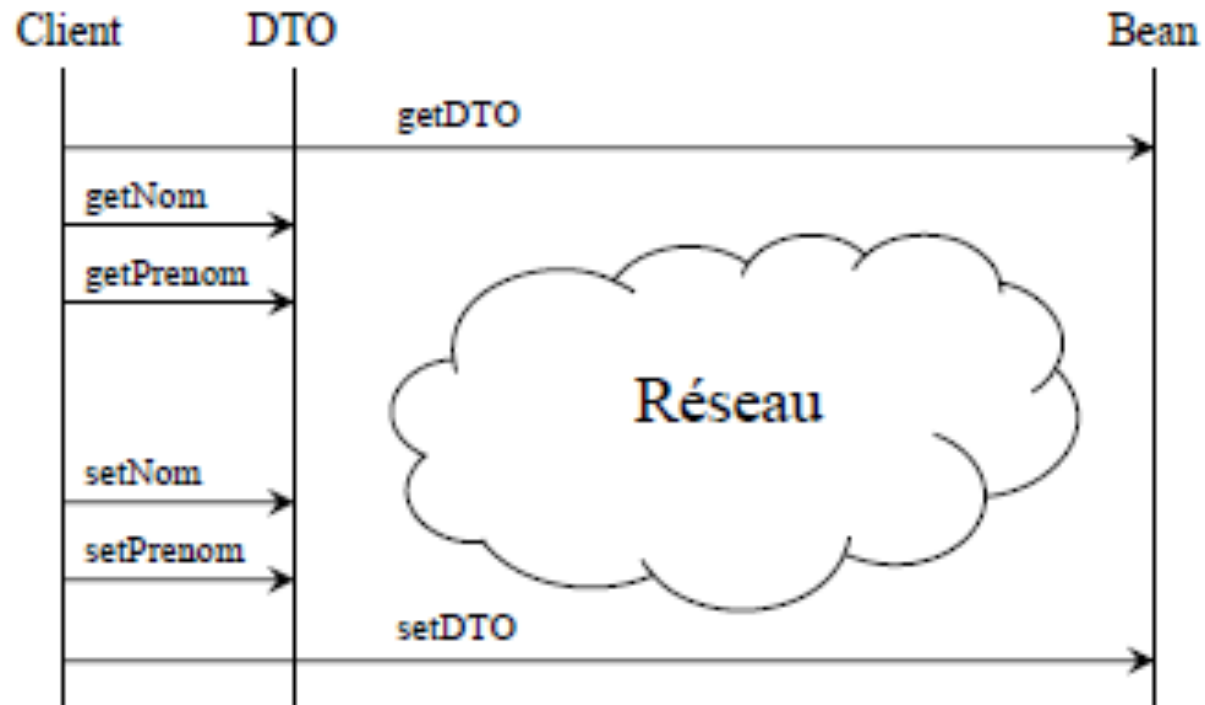 Client DTO Bean
getDTO
getNom
getPrenom
Réseau
setNom
setPrenom
setDTO